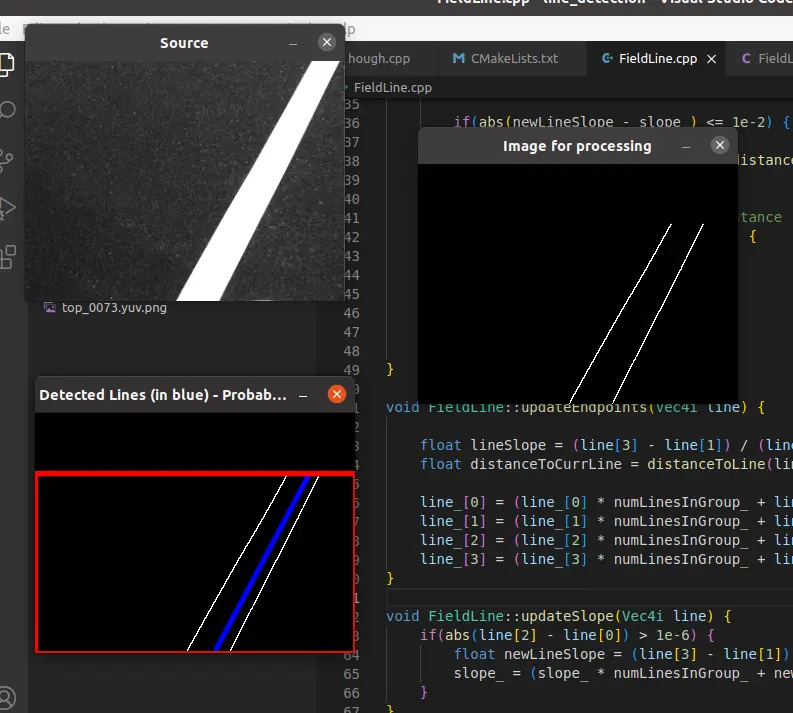 FieldLine.cpp - line_detection - Visual Studio Code
Source
hough.cpp
CMakeLists.txt
FieldLine.cpp
FieldL
FieldLine.cpp
35
36 if(abs(newLineSlope - slope_) <= 1e-2) {
37
Image for processing
38 distance
39
40
41 stance
42 {
43
44
45
top_0073.yuv.png
46
47
48
49 }
Detected Lines (in blue) - Probab...
void FieldLine::updateEndpoints(Vec4i line) {
float lineSlope = (line[3] - line[1]) / (lin
float distanceToCurrLine = distanceToLine(li
line_[0] = (line_[0] * numLinesInGroup_ + li
line_[1] = (line_[1] * numLinesInGroup_ + li
line_[2] = (line_[2] * numLinesInGroup_ + li
line_[3] = (line_[3] * numLinesInGroup_ + li
}
void FieldLine::updateSlope(Vec4i line) {
if(abs(line[2] - line[0]) > 1e-6) {
64 float newLineSlope = (line[3] - line[1])
65 slope_ = (slope_ * numLinesInGroup_ + new
66 }
67 }